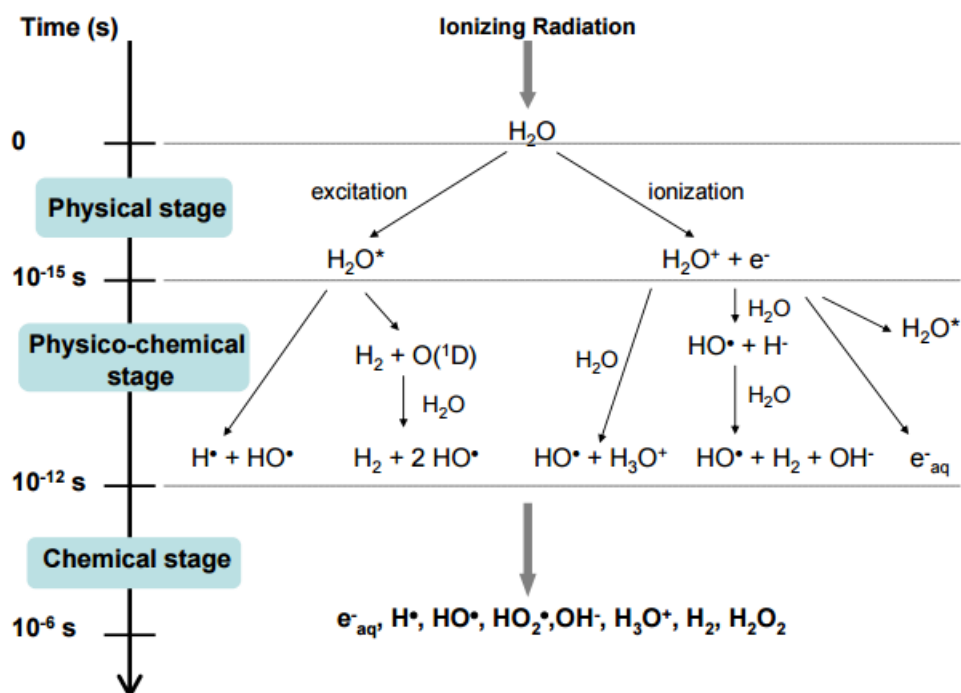 Time (s)
Ionizing Radiation
0
H₂O
excitation
ionization
Physical stage
H₂O*
H₂O⁺ + e⁻
10⁻¹⁵ s
Physico-chemical
stage
H₂O
H₂O*
H₂ + O(¹D)
H₂O
HO• + H⁻
H₂O
H₂O
H• + HO•
H₂ + 2 HO•
HO• + H₃O⁺
HO• + H₂ + OH⁻
e⁻aq
10⁻¹² s
Chemical stage
10⁻⁶ s
e⁻aq, H•, HO•, HO₂•,OH⁻, H₃O⁺, H₂, H₂O₂